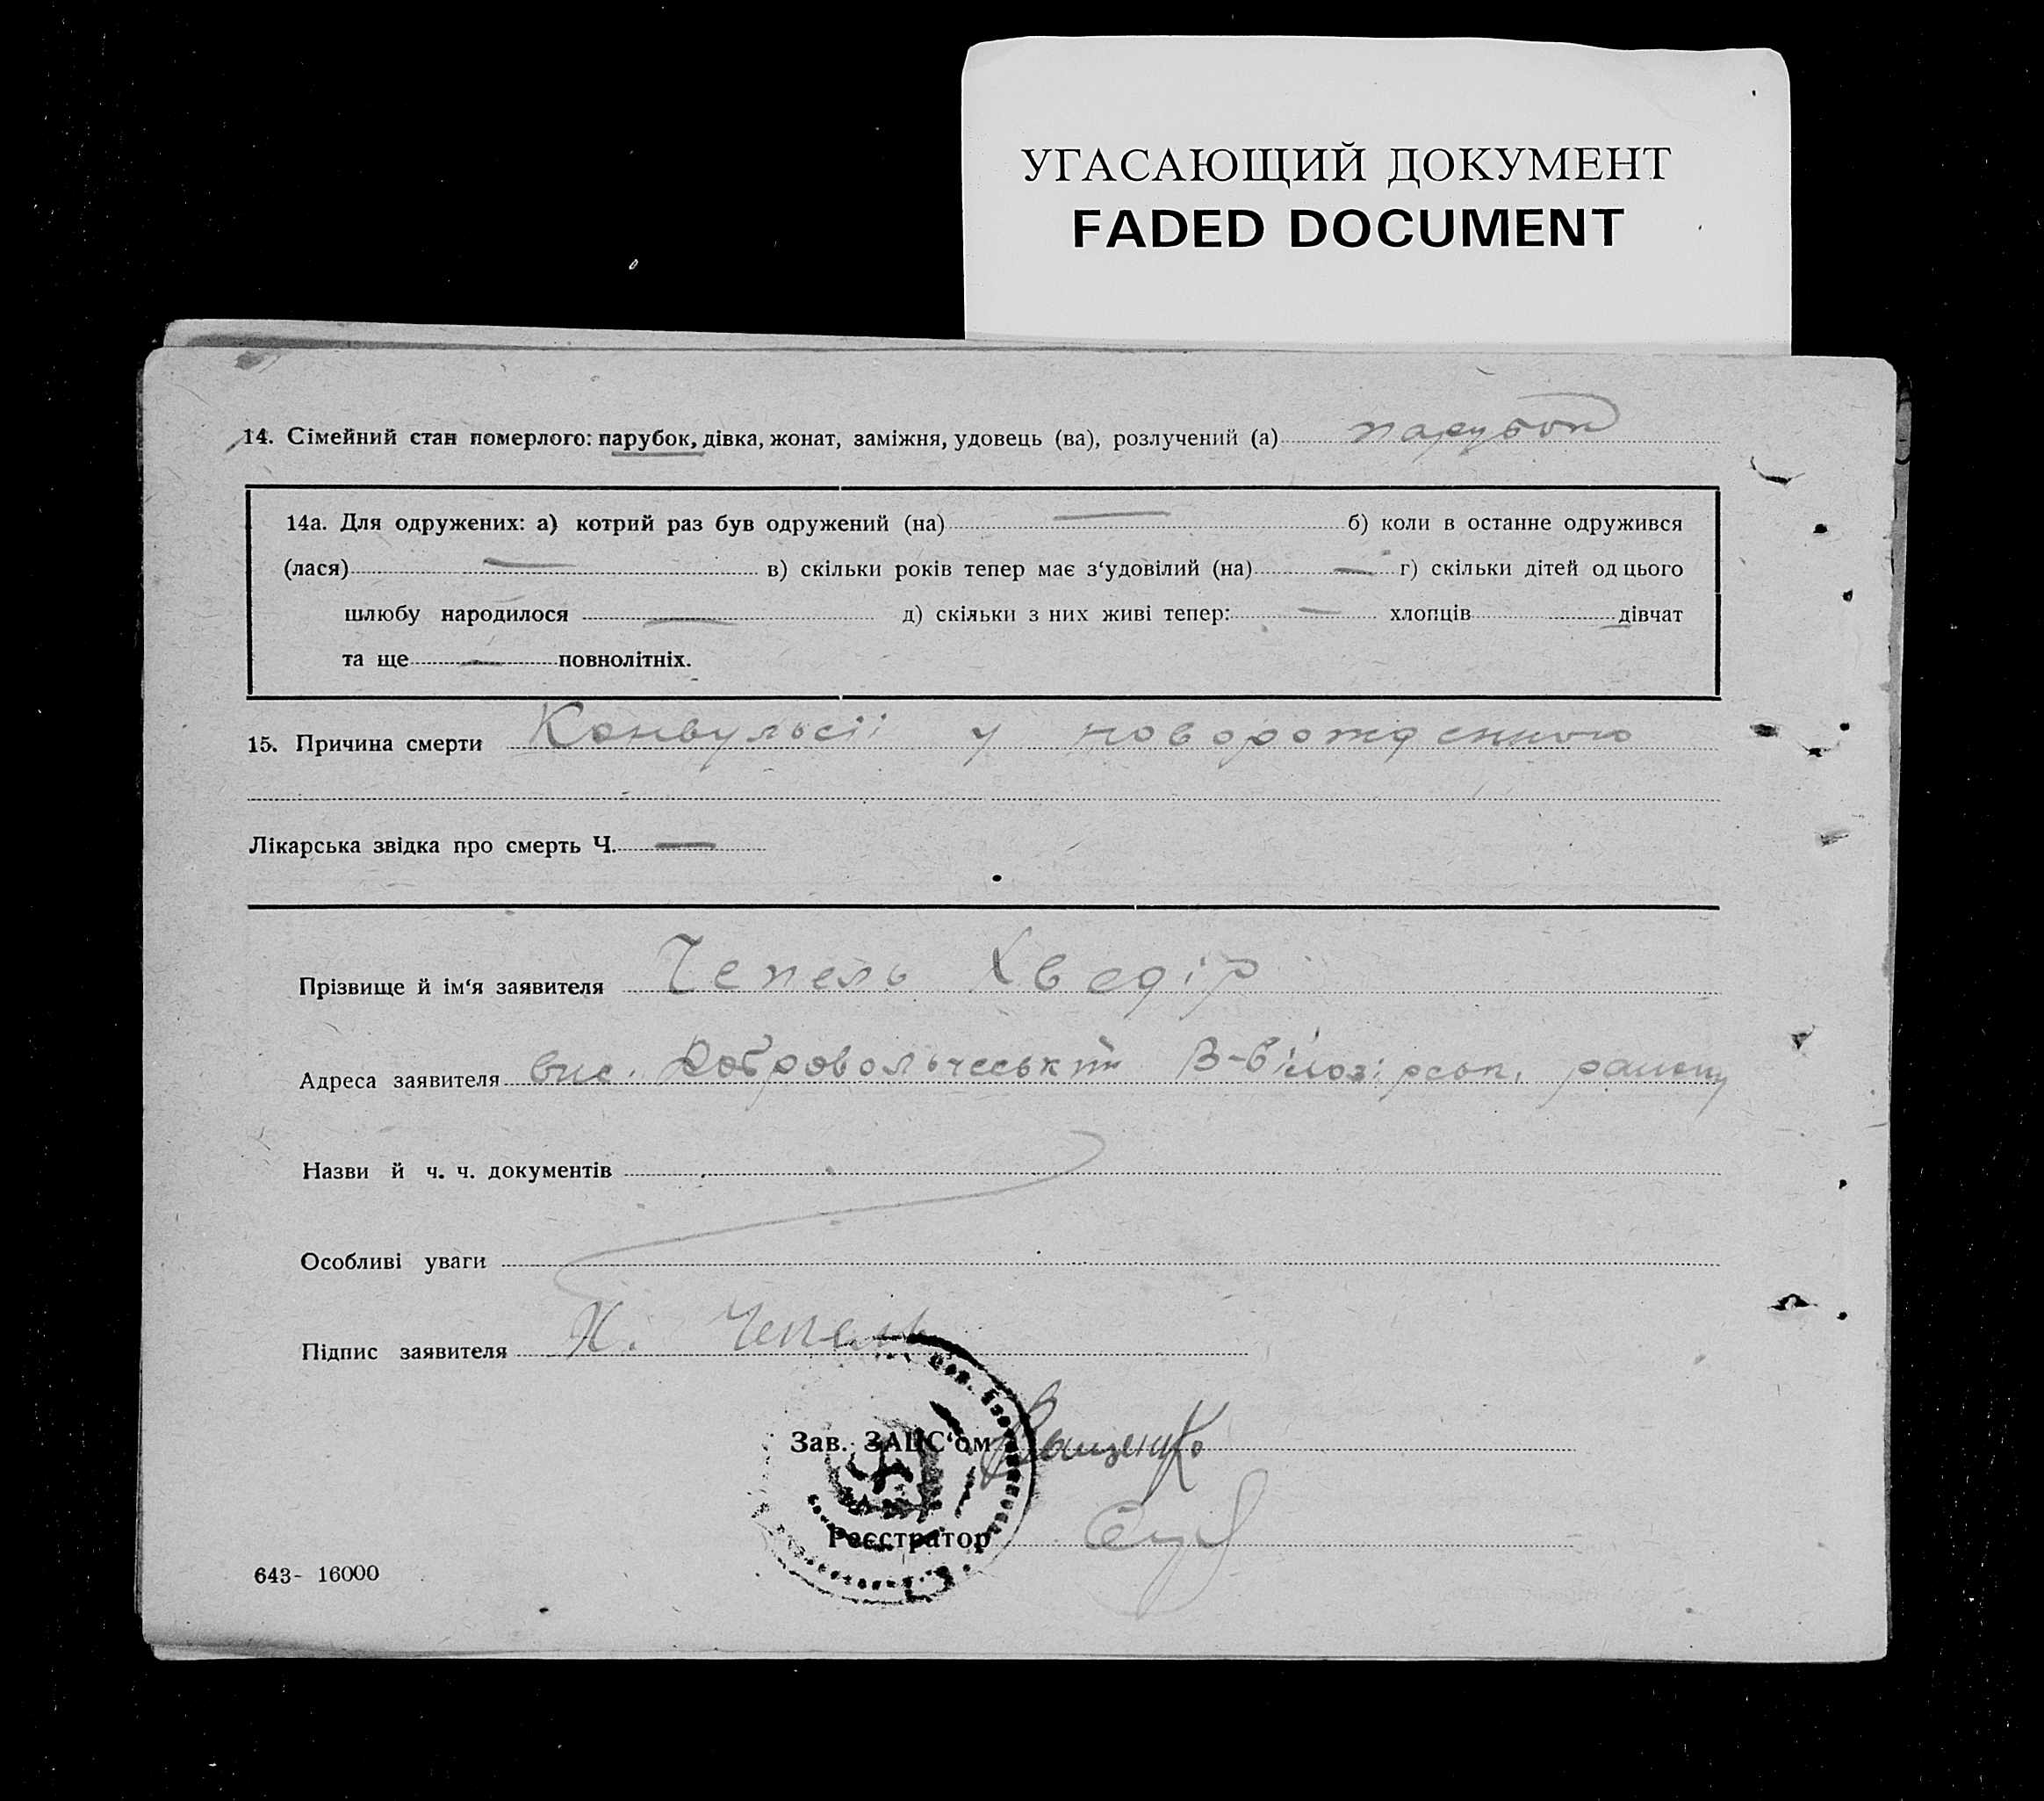 УГАСАЮЩИЙ ДОКУМЕНТ
FADED DOCUMENT
14. Сімейний стан померлого: парубок, дівка, жонат, заміжня, удовець (ва), розлучений (а) парубок
14а. Для одружених: а) котрий раз був одружений (на) — б) коли в останне одружився
(лася) — в) скільки років тепер має з‘удовілий (на) — г) скільки дітей од цього
шлюбу народилося — д) скільки з них живі тепер: — хлопців — дівчат
та ще — повнолітніх.
15. Причина смерти Конвульсії у новорожденного
Лікарська звідка про смерть Ч. —
Прізвище й ім‘я заявителя Чепель Хведір
Адреса заявителя вис. Добровольчеський В-Білозірськ. району
Назви й ч. ч. документів
Особливі уваги
Підпис заявителя Х. Чепель
Зав. ЗАЦС‘ом
Реєстратор
643- 16000